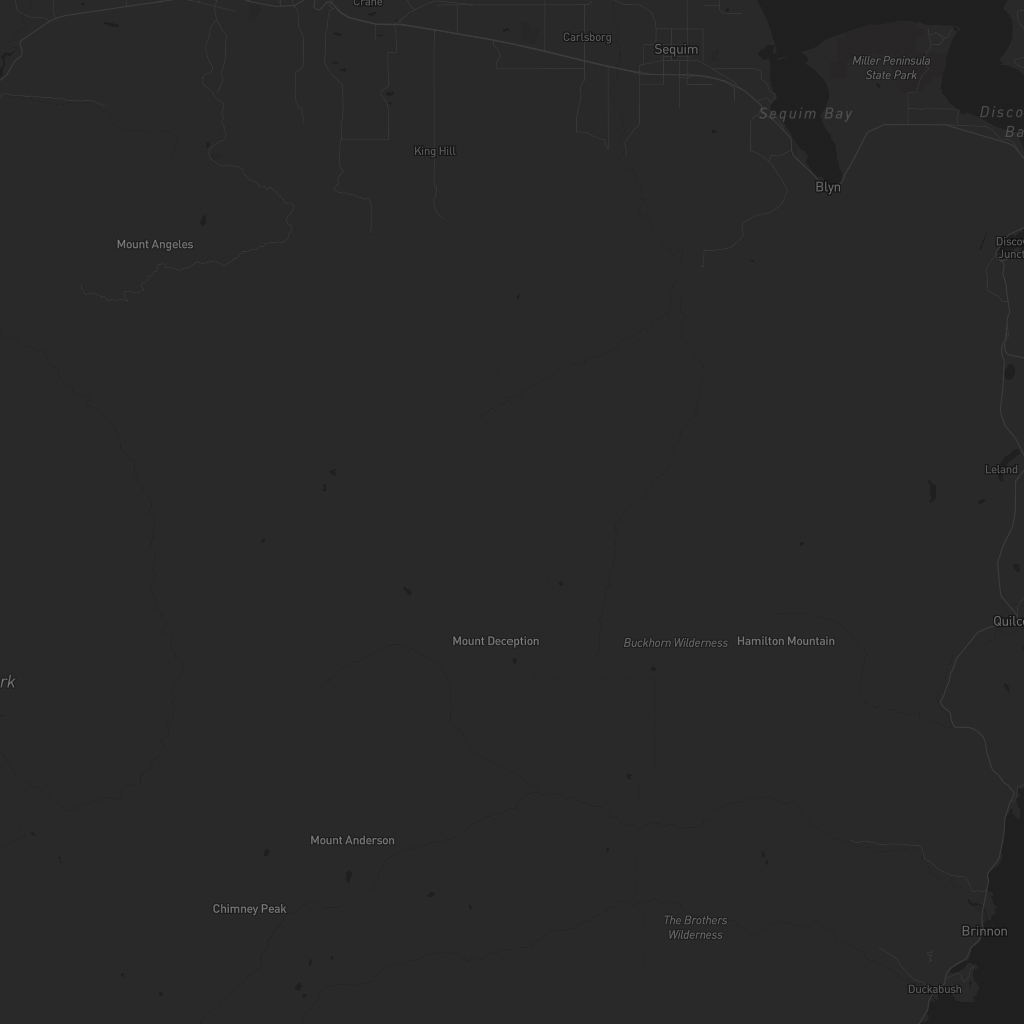 Crane
Carlsborg
Sequim
Miller Peninsula
State Park
Sequim Bay
Disco
Ba
King Hill
Blyn
Mount Angeles
Disco
Junct
Leland
Quilc
Mount Deception
Buckhorn Wilderness
Hamilton Mountain
rk
Mount Anderson
Chimney Peak
The Brothers
Wilderness
Brinnon
Duckabush